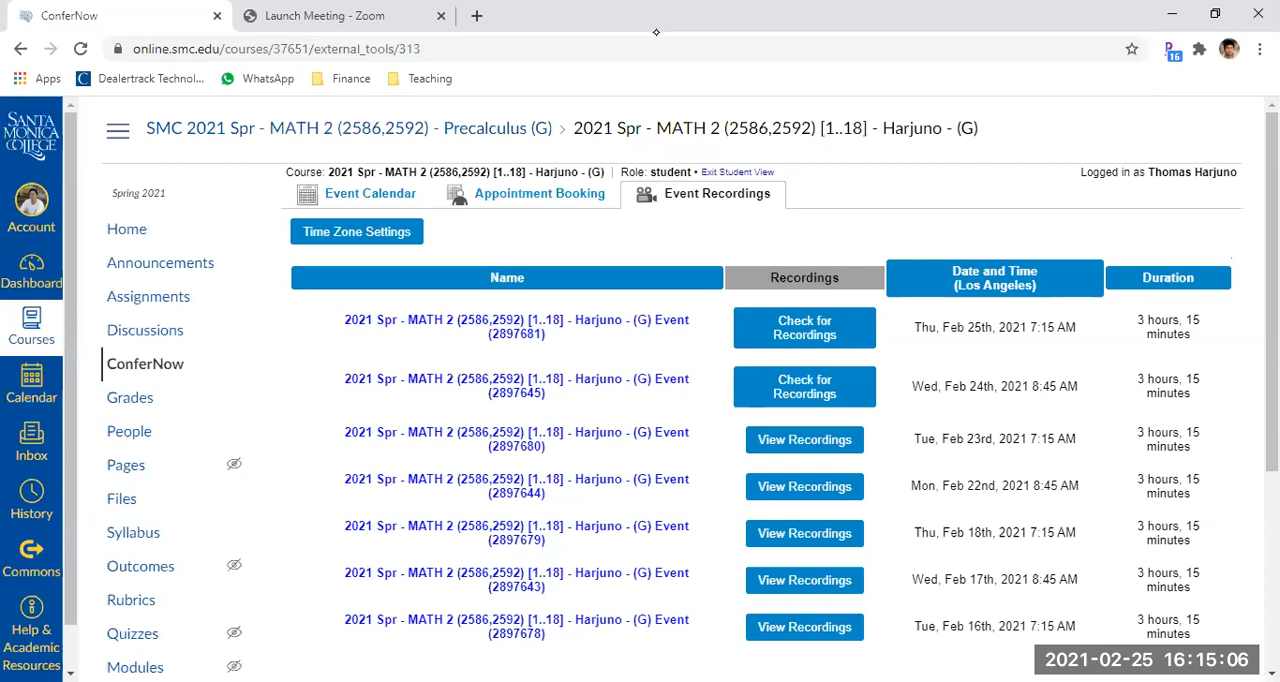 ConferNow
Launch Meeting - Zoom
online.smc.edu/courses/37651/external_tools/313
16
Apps
Dealertrack Technol...
WhatsApp
Finance
Teaching
SANTA
MONICA
COLLEGE
Account
Dashboard
Courses
Calendar
Inbox
History
Commons
Help &
Academic
Resources
SMC 2021 Spr - MATH 2 (2586,2592) - Precalculus (G) > 2021 Spr - MATH 2 (2586,2592) [1..18] - Harjuno - (G)
Spring 2021
Home
Announcements
Assignments
Discussions
ConferNow
Grades
People
Pages
Files
Syllabus
Outcomes
Rubrics
Quizzes
Modules
Course: 2021 Spr - MATH 2 (2586,2592) [1..18] - Harjuno - (G) | Role: student • Exit Student View
Logged in as Thomas Harjuno
Event Calendar
Appointment Booking
Event Recordings
Time Zone Settings
Name
Recordings
Date and Time
(Los Angeles)
Duration
2021 Spr - MATH 2 (2586,2592) [1..18] - Harjuno - (G) Event
(2897681)
Check for
Recordings
Thu, Feb 25th, 2021 7:15 AM
3 hours, 15
minutes
2021 Spr - MATH 2 (2586,2592) [1..18] - Harjuno - (G) Event
(2897645)
Check for
Recordings
Wed, Feb 24th, 2021 8:45 AM
3 hours, 15
minutes
2021 Spr - MATH 2 (2586,2592) [1..18] - Harjuno - (G) Event
(2897680)
View Recordings
Tue, Feb 23rd, 2021 7:15 AM
3 hours, 15
minutes
2021 Spr - MATH 2 (2586,2592) [1..18] - Harjuno - (G) Event
(2897644)
View Recordings
Mon, Feb 22nd, 2021 8:45 AM
3 hours, 15
minutes
2021 Spr - MATH 2 (2586,2592) [1..18] - Harjuno - (G) Event
(2897679)
View Recordings
Thu, Feb 18th, 2021 7:15 AM
3 hours, 15
minutes
2021 Spr - MATH 2 (2586,2592) [1..18] - Harjuno - (G) Event
(2897643)
View Recordings
Wed, Feb 17th, 2021 8:45 AM
3 hours, 15
minutes
2021 Spr - MATH 2 (2586,2592) [1..18] - Harjuno - (G) Event
(2897678)
View Recordings
Tue, Feb 16th, 2021 7:15 AM
3 hours, 15
minutes
2021-02-25 16:15:06